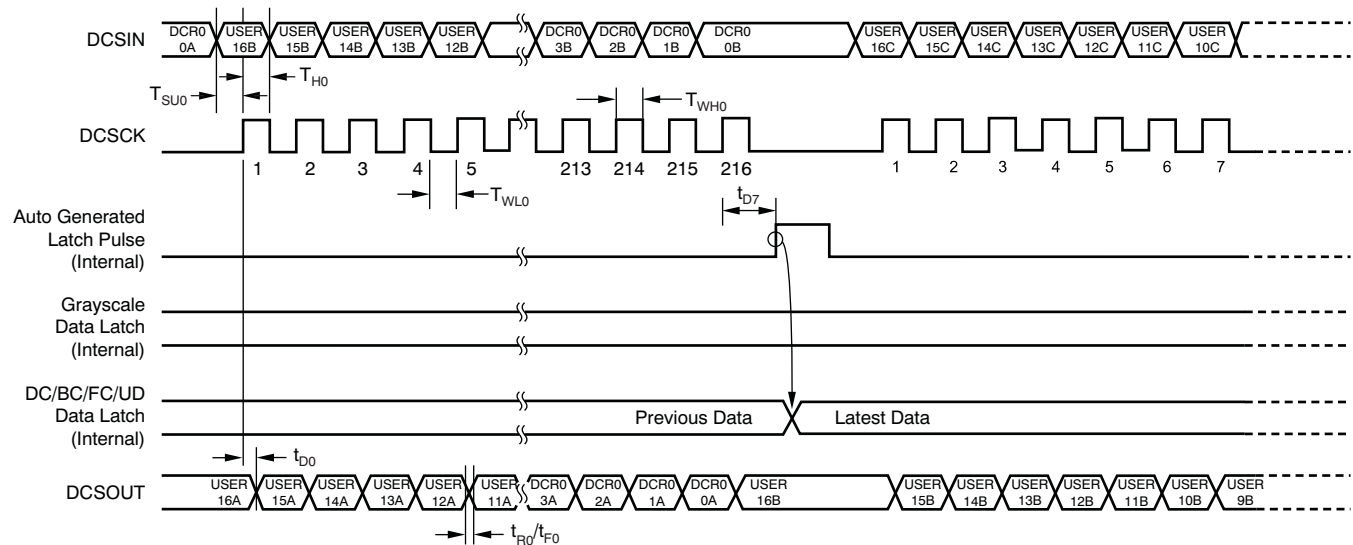 DCSIN
DCR0 0A
USER 16B
USER 15B
USER 14B
USER 13B
USER 12B
DCR0 3B
DCR0 2B
DCR0 1B
DCR0 0B
USER 16C
USER 15C
USER 14C
USER 13C
USER 12C
USER 11C
USER 10C
TSU0
TH0
TWH0
DCSCK
1 2 3 4 5 213 214 215 216 1 2 3 4 5 6 7
TWL0
tD7
Auto Generated
Latch Pulse
(Internal)
Grayscale
Data Latch
(Internal)
DC/BC/FC/UD
Data Latch
(Internal)
Previous Data
Latest Data
tD0
DCSOUT
USER 16A
USER 15A
USER 14A
USER 13A
USER 12A
USER 11A
DCR0 3A
DCR0 2A
DCR0 1A
DCR0 0A
USER 16B
USER 15B
USER 14B
USER 13B
USER 12B
USER 11B
USER 10B
USER 9B
tR0/tF0